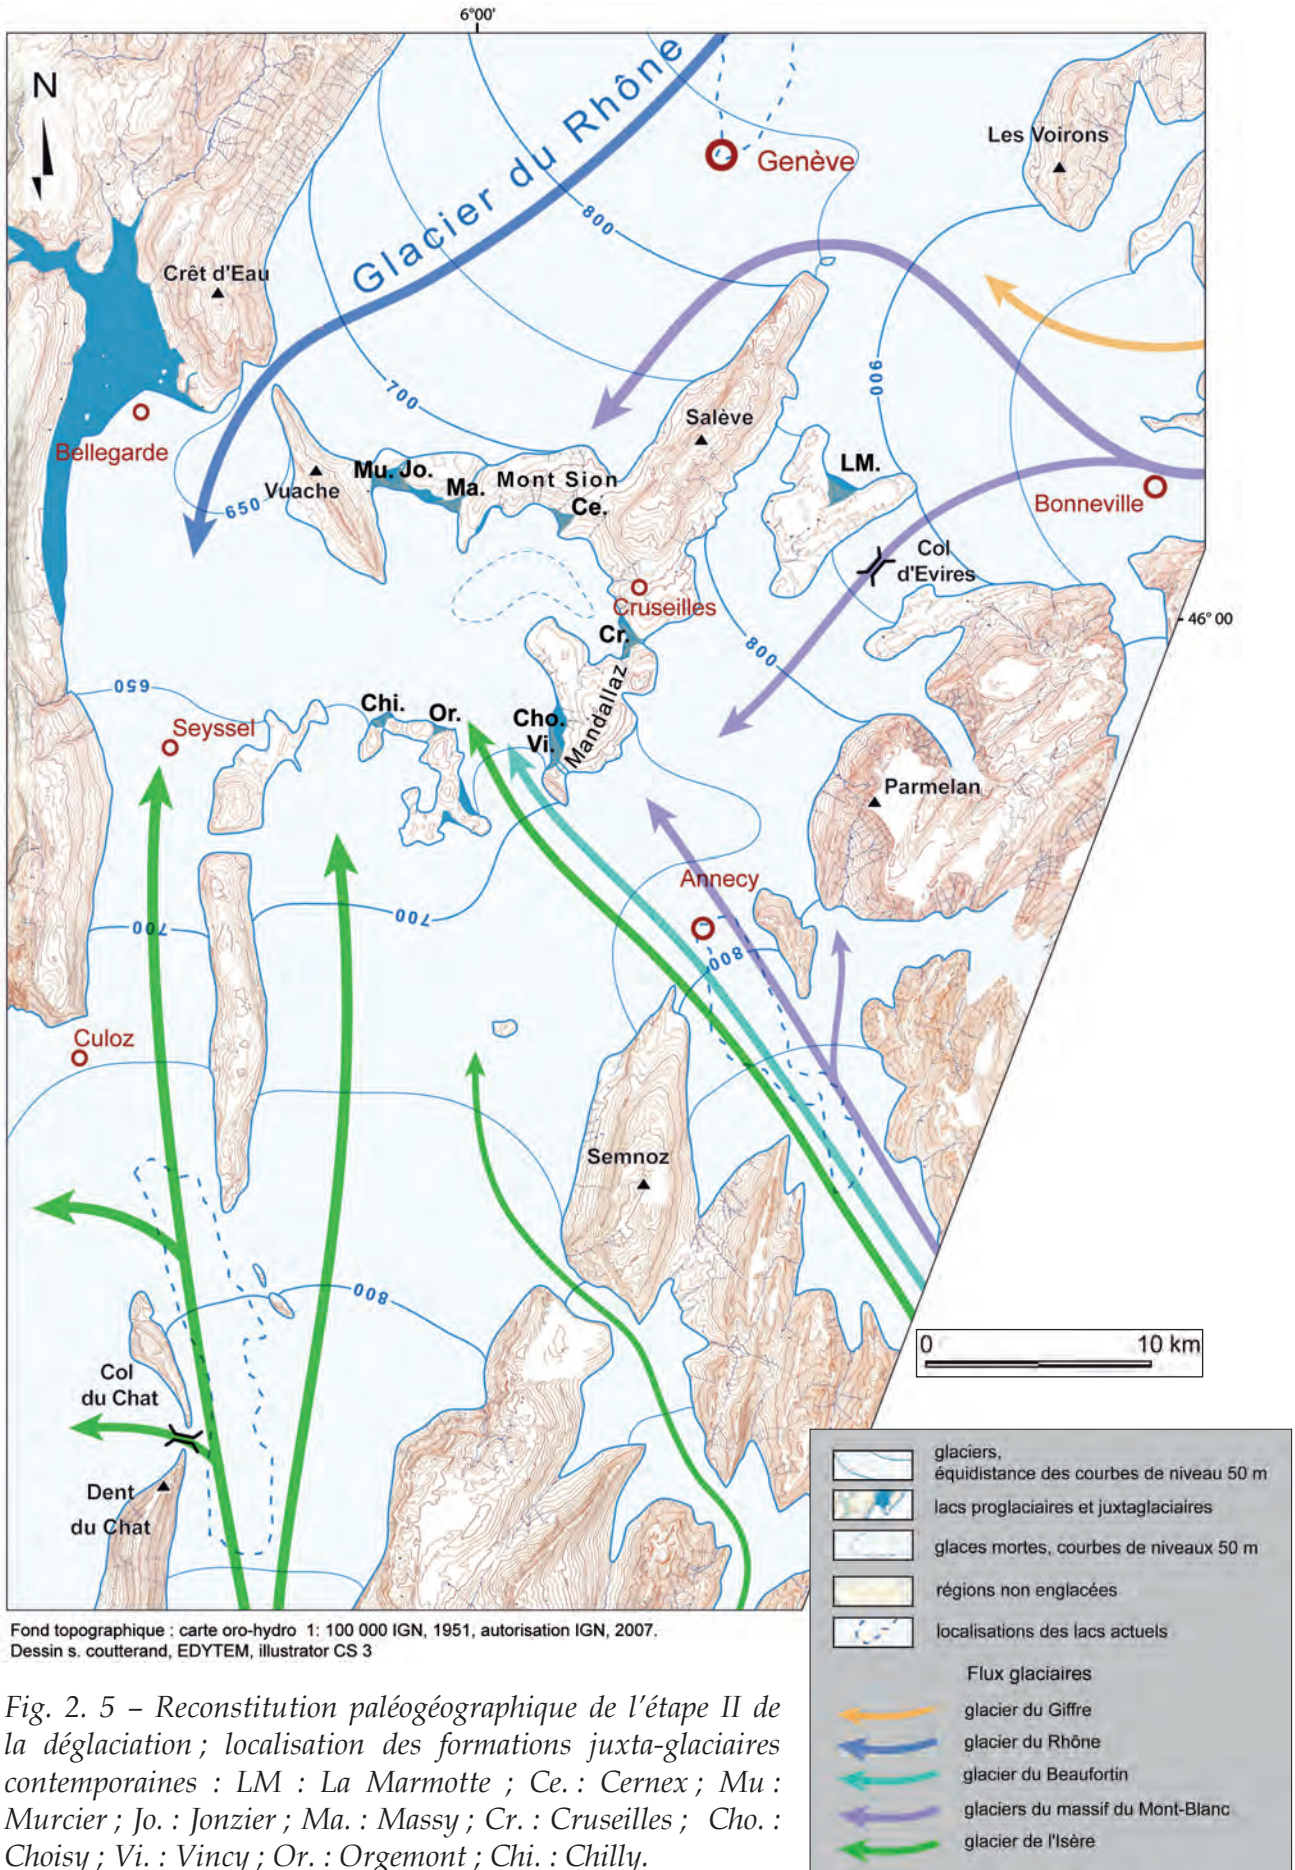 6°00'
N
Glacier du Rhône
Genève
Les Voirons
800
Crêt d'Eau
900
700
Salève
Bellegarde
Mu. Jo.
LM.
Vuache
Ma.
Mont Sion
Bonneville
650
Ce.
Col
d'Evires
Cruseilles
46° 00
Cr.
800
650
Chi.
Or.
Cho.
Vi.
Mandallaz
Seyssel
Parmelan
Annecy
700
700
800
Culoz
Semnoz
800
0 10 km
Col
du Chat
Dent
du Chat
glaciers,
équidistance des courbes de niveau 50 m
lacs proglaciaires et juxtaglaciaires
glaces mortes, courbes de niveaux 50 m
régions non englacées
localisations des lacs actuels
Flux glaciaires
glacier du Giffre
glacier du Rhône
glacier du Beaufortin
glaciers du massif du Mont-Blanc
glacier de l'Isère
Fond topographique : carte oro-hydro 1: 100 000 IGN, 1951, autorisation IGN, 2007.
Dessin s. coutterand, EDYTEM, illustrator CS 3
Fig. 2. 5 – Reconstitution paléogéographique de l'étape II de
la déglaciation ; localisation des formations juxta-glaciaires
contemporaines : LM : La Marmotte ; Ce. : Cernex ; Mu :
Murcier ; Jo. : Jonzier ; Ma. : Massy ; Cr. : Cruseilles ; Cho. :
Choisy ; Vi. : Vincy ; Or. : Orgemont ; Chi. : Chilly.